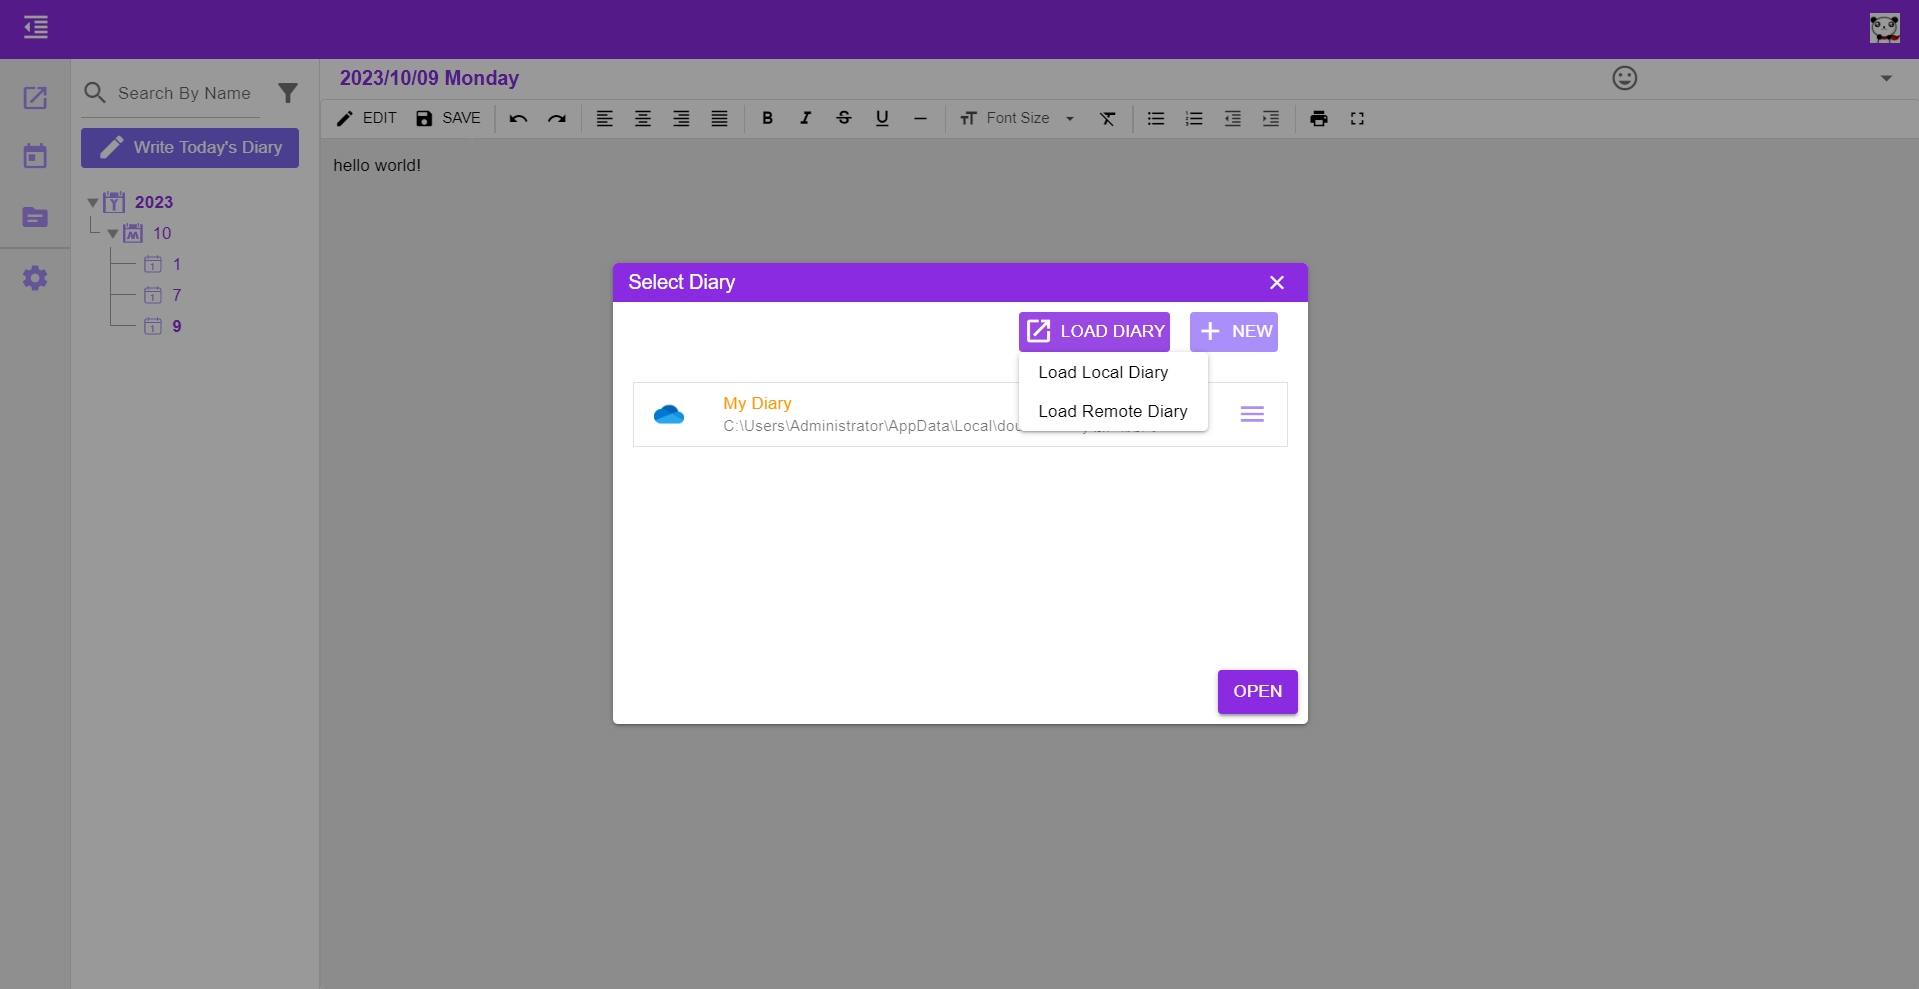 Search By Name
Write Today's Diary
2023
10
1
7
9
2023/10/09 Monday
EDIT SAVE B I S U Font Size
hello world!
Select Diary
LOAD DIARY NEW
Load Local Diary
Load Remote Diary
My Diary
C:\Users\Administrator\AppData\Local\dou
OPEN